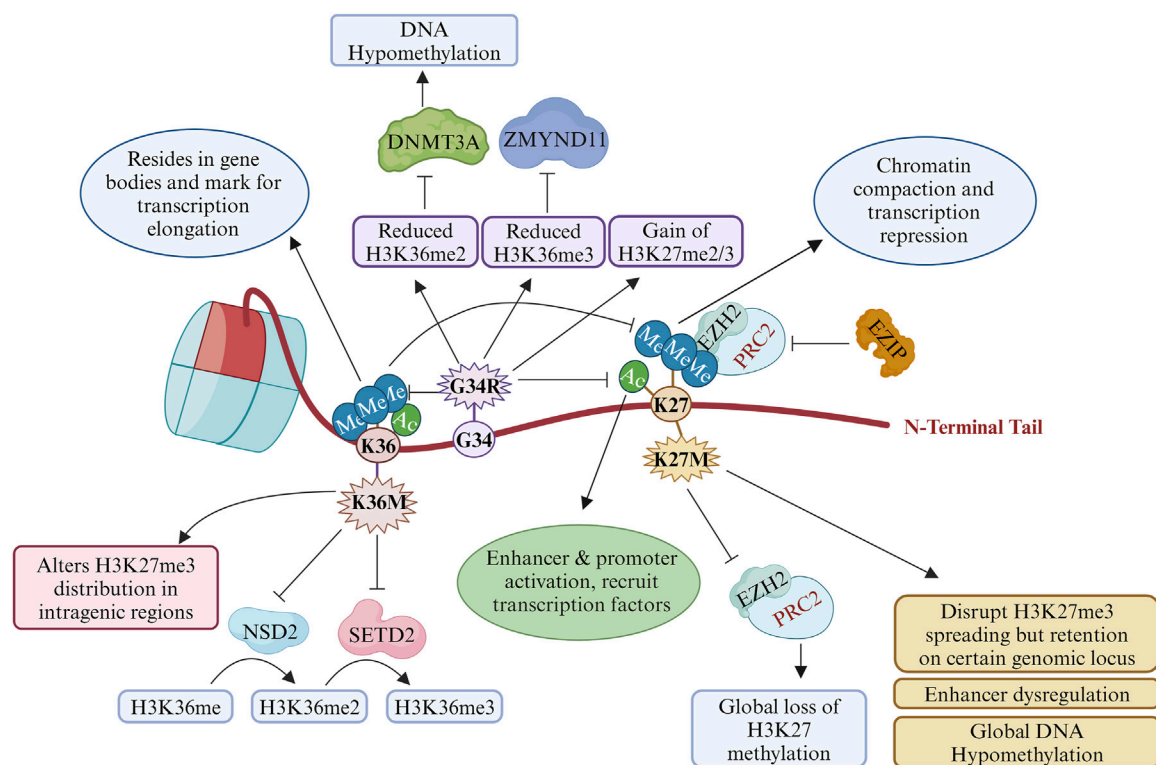 DNA
Hypomethylation
DNMT3A
ZMYND11
Resides in gene
bodies and mark for
transcription
elongation
Chromatin
compaction and
transcription
repression
Reduced
H3K36me2
Reduced
H3K36me3
Gain of
H3K27me2/3
Me
Me
Me
Ac
K36
G34R
G34
Me
Me
Me
Ac
EZH2
PRC2
EZIP
K27
N-Terminal Tail
K36M
K27M
Alters H3K27me3
distribution in
intragenic regions
NSD2
SETD2
H3K36me
H3K36me2
H3K36me3
Enhancer & promoter
activation, recruit
transcription factors
EZH2
PRC2
Global loss of
H3K27
methylation
Disrupt H3K27me3
spreading but retention
on certain genomic locus
Enhancer dysregulation
Global DNA
Hypomethylation